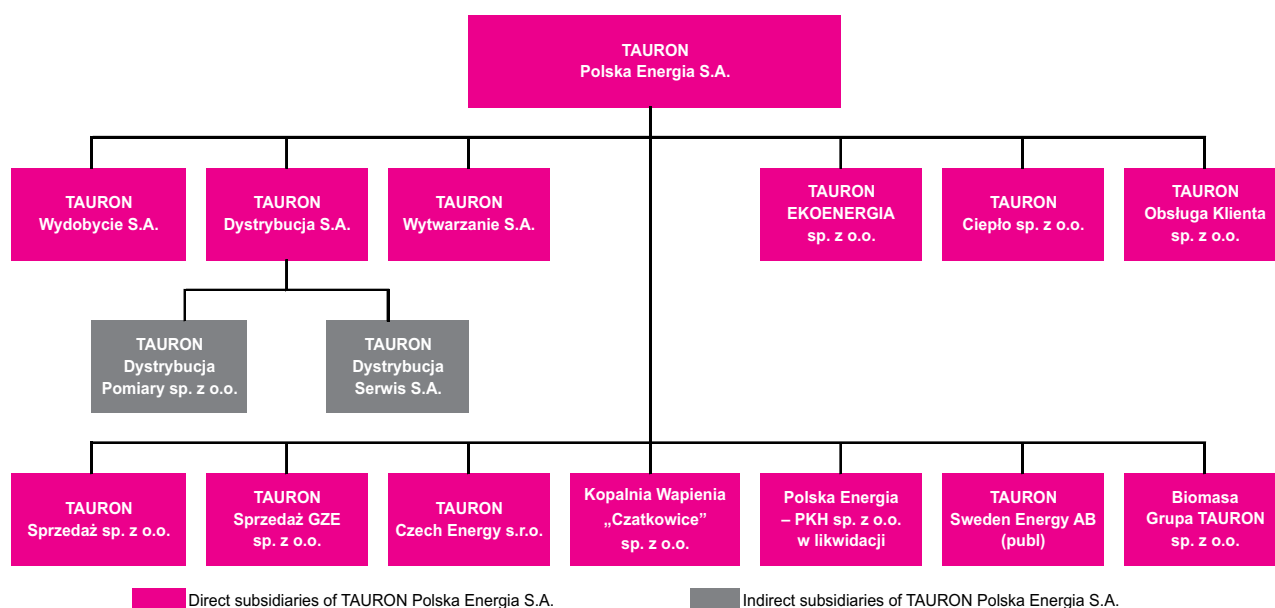 TAURON
Polska Energia S.A.
TAURON
Wydobycie S.A.
TAURON
Dystrybucja S.A.
TAURON
Wytwarzanie S.A.
TAURON
EKOENERGIA
sp. z o.o.
TAURON
Ciepło sp. z o.o.
TAURON
Obsługa Klienta
sp. z o.o.
TAURON
Dystrybucja
Pomiary sp. z o.o.
TAURON
Dystrybucja
Serwis S.A.
TAURON
Sprzedaż sp. z o.o.
TAURON
Sprzedaż GZE
sp. z o.o.
TAURON
Czech Energy s.r.o.
Kopalnia Wapienia
„Czatkowice”
sp. z o.o.
Polska Energia
– PKH sp. z o.o.
w likwidacji
TAURON
Sweden Energy AB
(publ)
Biomasa
Grupa TAURON
sp. z o.o.
Direct subsidiaries of TAURON Polska Energia S.A.
Indirect subsidiaries of TAURON Polska Energia S.A.